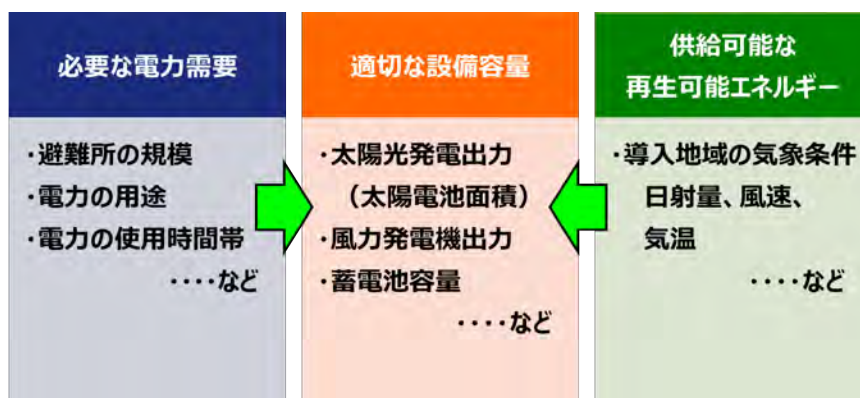 必要な電力需要
・避難所の規模
・電力の用途
・電力の使用時間帯
・・・・など
適切な設備容量
・太陽光発電出力
（太陽電池面積）
・風力発電機出力
・蓄電池容量
・・・・など
供給可能な
再生可能エネルギー
・導入地域の気象条件
日射量、風速、
気温
・・・・など